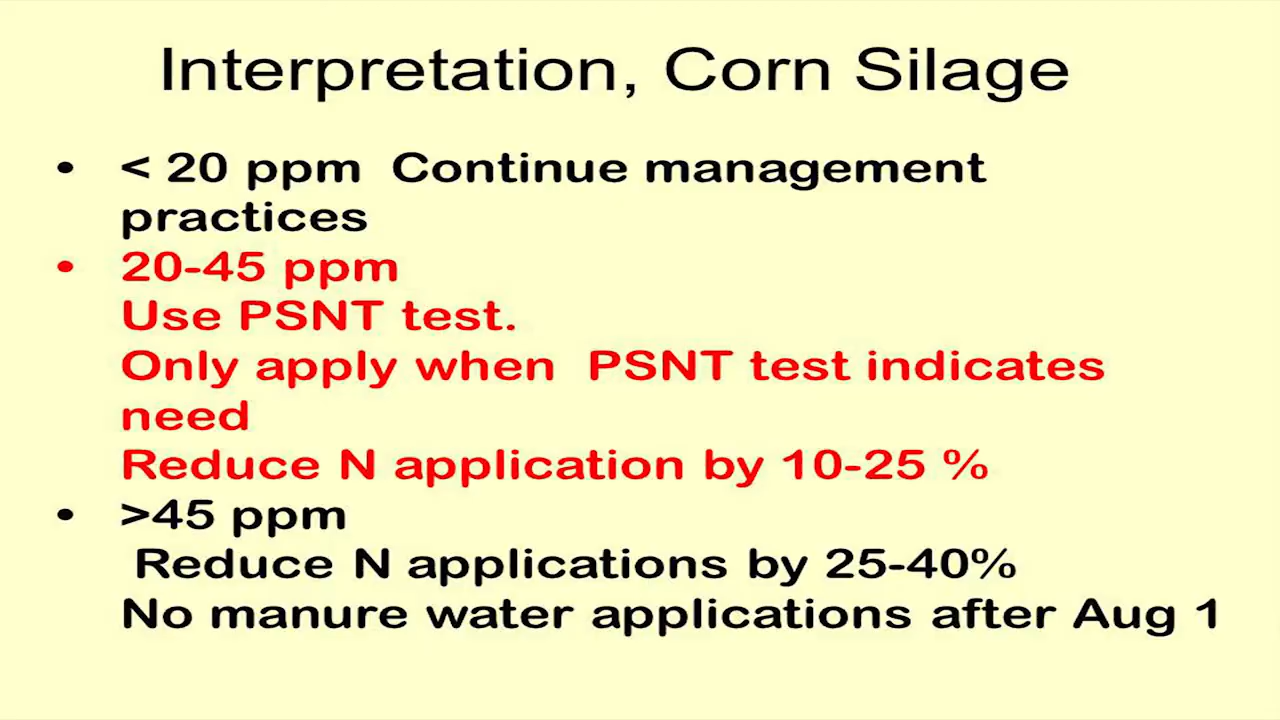 Interpretation, Corn Silage
• < 20 ppm  Continue management
practices
• 20-45 ppm
Use PSNT test.
Only apply when  PSNT test indicates
need
Reduce N application by 10-25 %
• >45 ppm
Reduce N applications by 25-40%
No manure water applications after Aug 1